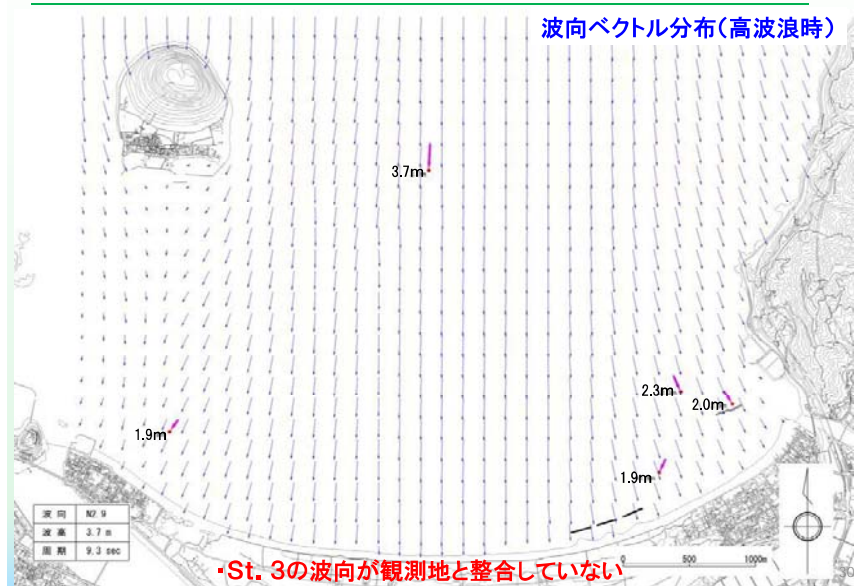 波向ベクトル分布(高波浪時)
3.7m
2.3m
2.0m
1.9m
1.9m
波 向 N2.9
波 高 3.7 m
周 期 9.3 sec
0 500 1000m
・St. 3の波向が観測地と整合していない
30